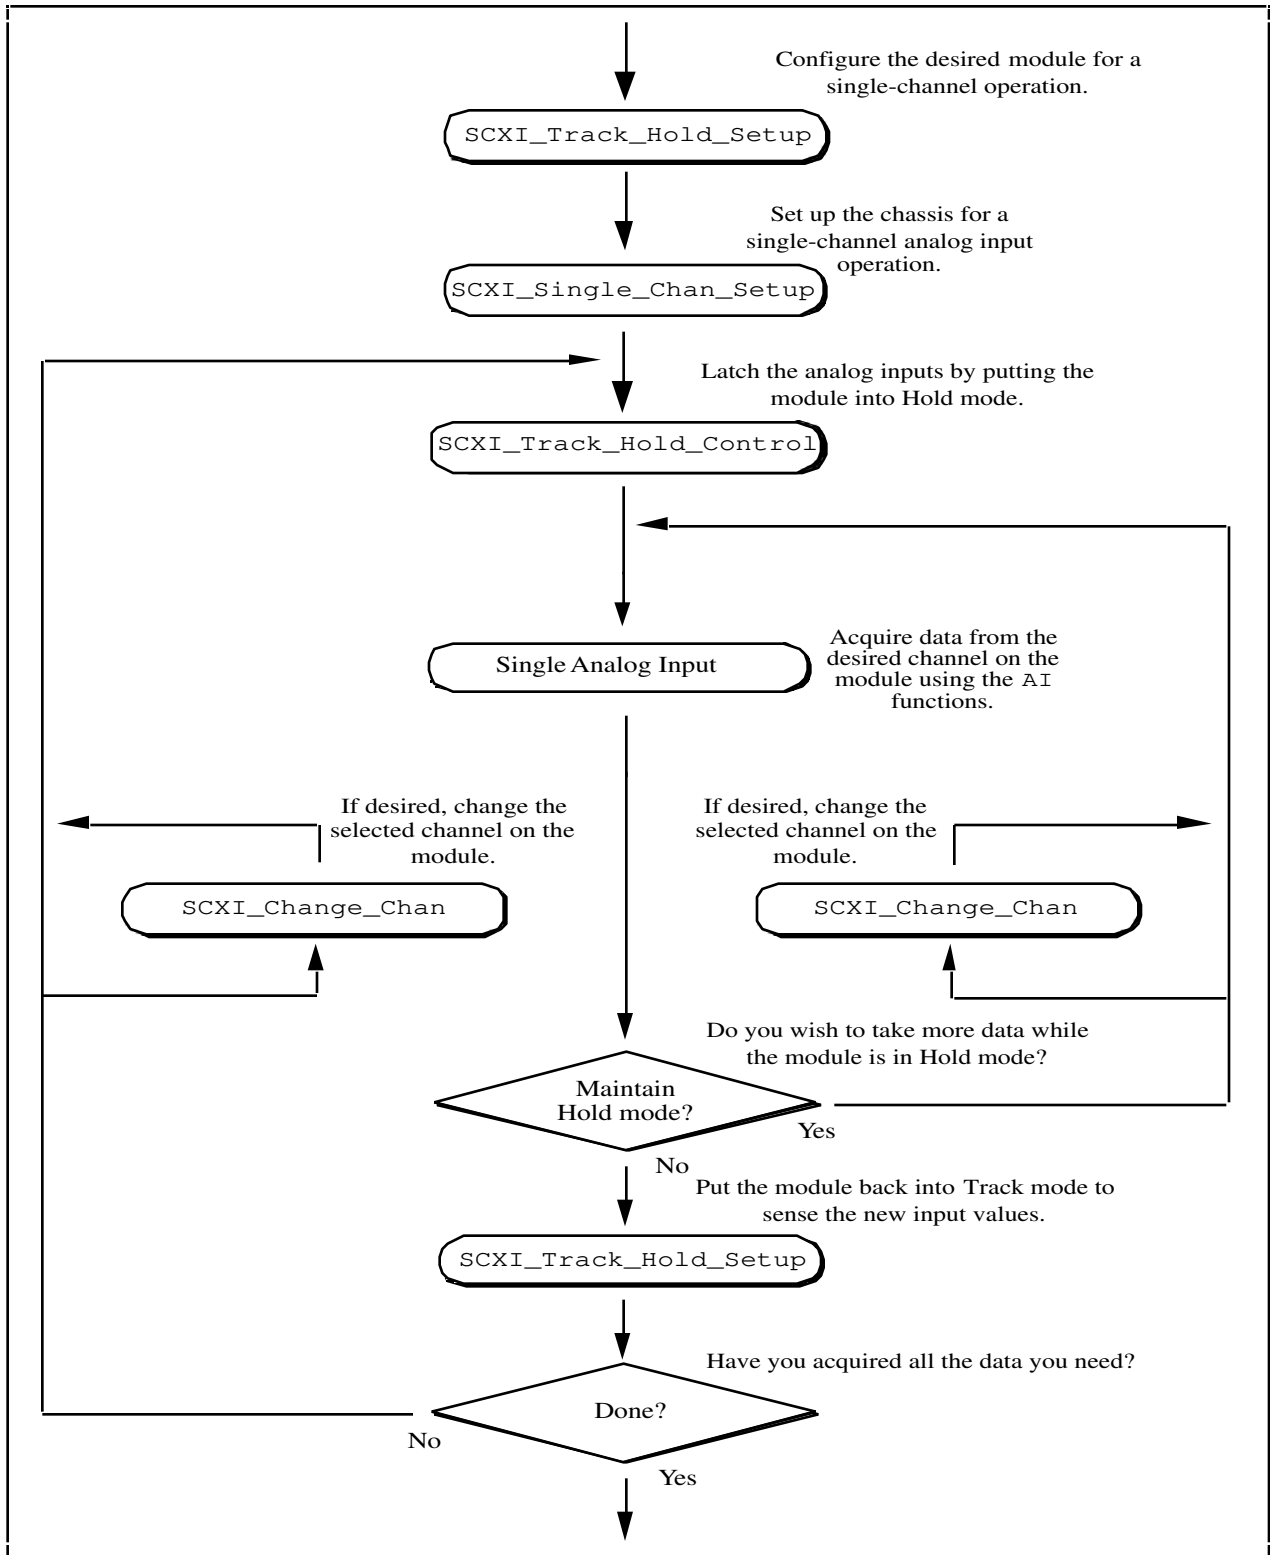 Configure the desired module for a
single-channel operation.
SCXI_Track_Hold_Setup
Set up the chassis for a
single-channel analog input
operation.
SCXI_Single_Chan_Setup
Latch the analog inputs by putting the
module into Hold mode.
SCXI_Track_Hold_Control
Single Analog Input
Acquire data from the
desired channel on the
module using the AI
functions.
If desired, change the
selected channel on the
module.
SCXI_Change_Chan
If desired, change the
selected channel on the
module.
SCXI_Change_Chan
Do you wish to take more data while
the module is in Hold mode?
Maintain
Hold mode?
Yes
No
Put the module back into Track mode to
sense the new input values.
SCXI_Track_Hold_Setup
Have you acquired all the data you need?
Done?
No
Yes